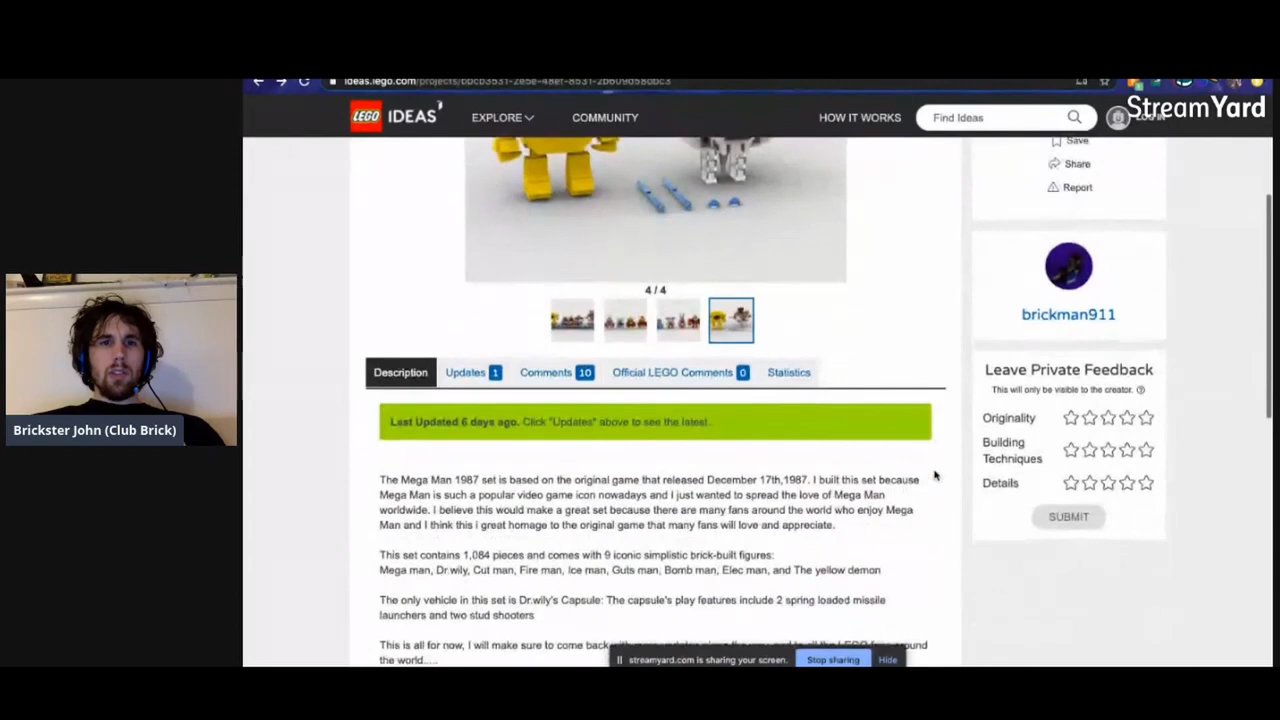 ideas.lego.com/projects/
StreamYard
LEGO IDEAS
EXPLORE
COMMUNITY
HOW IT WORKS
Find Ideas
Save
Share
Report
brickman911
4 / 4
Description
Updates 1
Comments 10
Official LEGO Comments 0
Statistics
Leave Private Feedback
This will only be visible to the creator.
Originality
Building
Techniques
Details
SUBMIT
Last Updated 6 days ago. Click "Updates" above to see the latest.
The Mega Man 1987 set is based on the original game that released December 17th,1987. I built this set because
Mega Man is such a popular video game icon nowadays and I just wanted to spread the love of Mega Man
worldwide. I believe this would make a great set because there are many fans around the world who enjoy Mega
Man and I think this i great homage to the original game that many fans will love and appreciate.
This set contains 1,084 pieces and comes with 9 iconic simplistic brick-built figures:
Mega man, Dr.wily, Cut man, Fire man, Ice man, Guts man, Bomb man, Elec man, and The yellow demon
The only vehicle in this set is Dr.wily's Capsule: The capsule's play features include 2 spring loaded missile
launchers and two stud shooters
This is all for now, I will make sure to come back
the world.....
streamyard.com is sharing your screen.
Stop sharing
Hide
Brickster John (Club Brick)